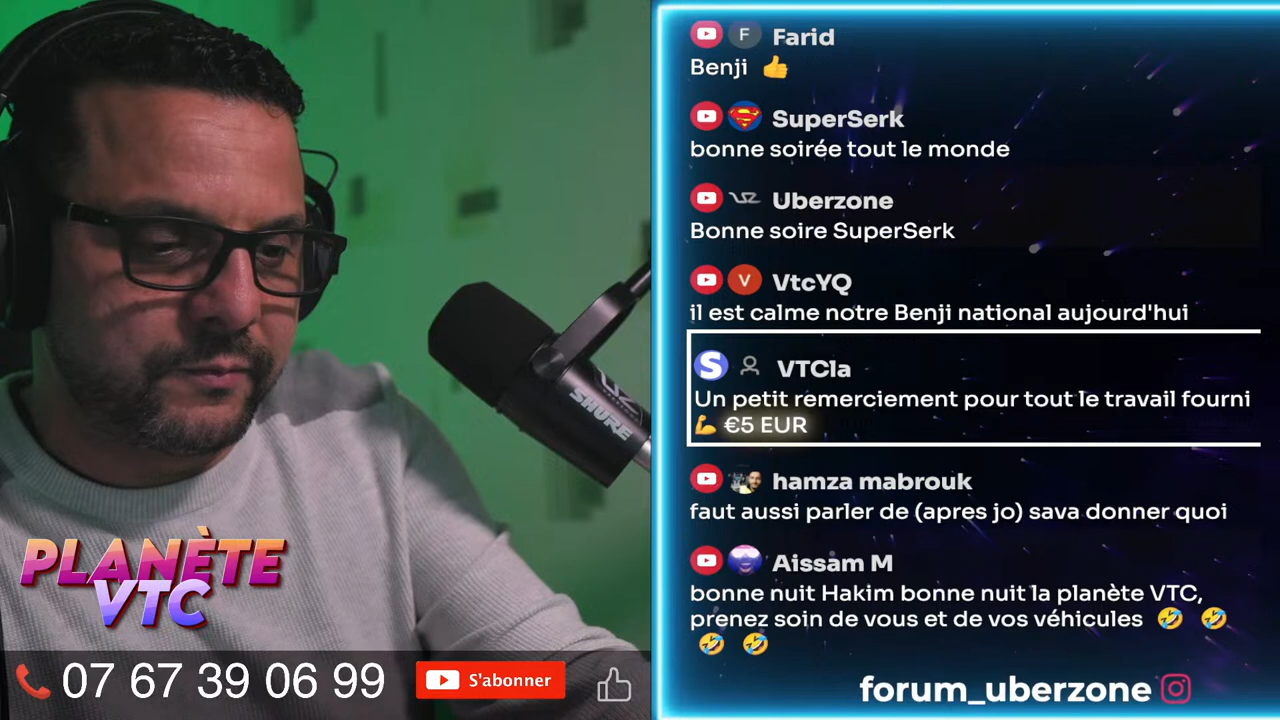 F Farid
Benji 👍
SuperSerk
bonne soirée tout le monde
UZ Uberzone
Bonne soire SuperSerk
V VtcYQ
il est calme notre Benji national aujourd'hui
S VTC1a
Un petit remerciement pour tout le travail fourni
💪 €5 EUR
hamza mabrouk
faut aussi parler de (apres jo) sava donner quoi
Aissam M
bonne nuit Hakim bonne nuit la planète VTC,
prenez soin de vous et de vos véhicules 🤣 🤣
🤣 🤣
UZ
SHURE
PLANÈTE
VTC
07 67 39 06 99
S'abonner
forum_uberzone